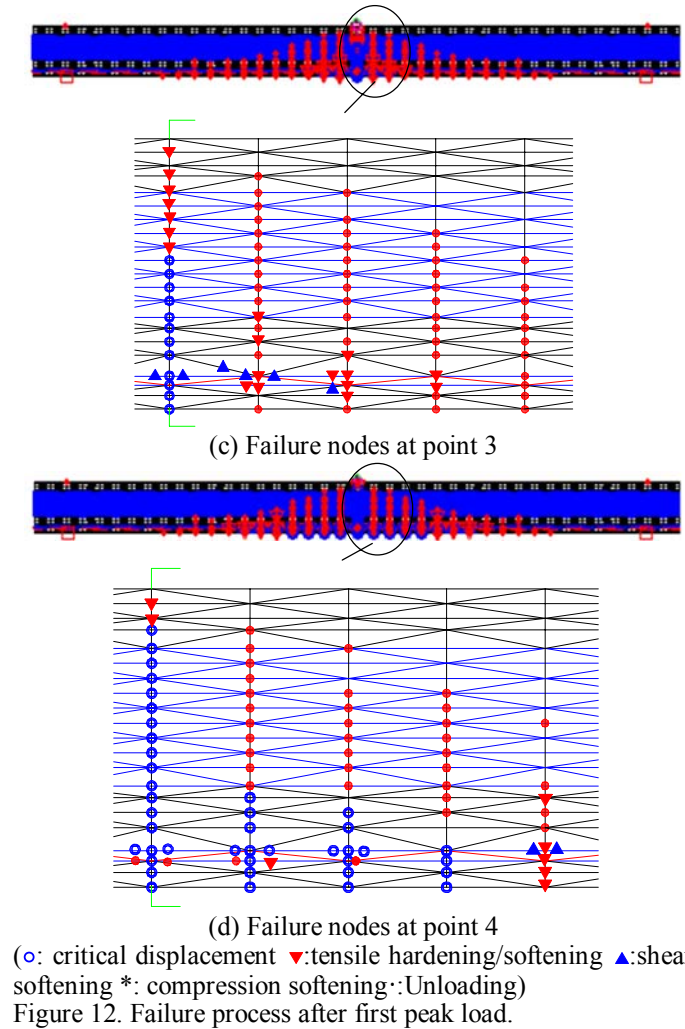 (c) Failure nodes at point 3
(d) Failure nodes at point 4
(○: critical displacement ▼:tensile hardening/softening ▲:shea
softening *: compression softening·:Unloading)
Figure 12. Failure process after first peak load.